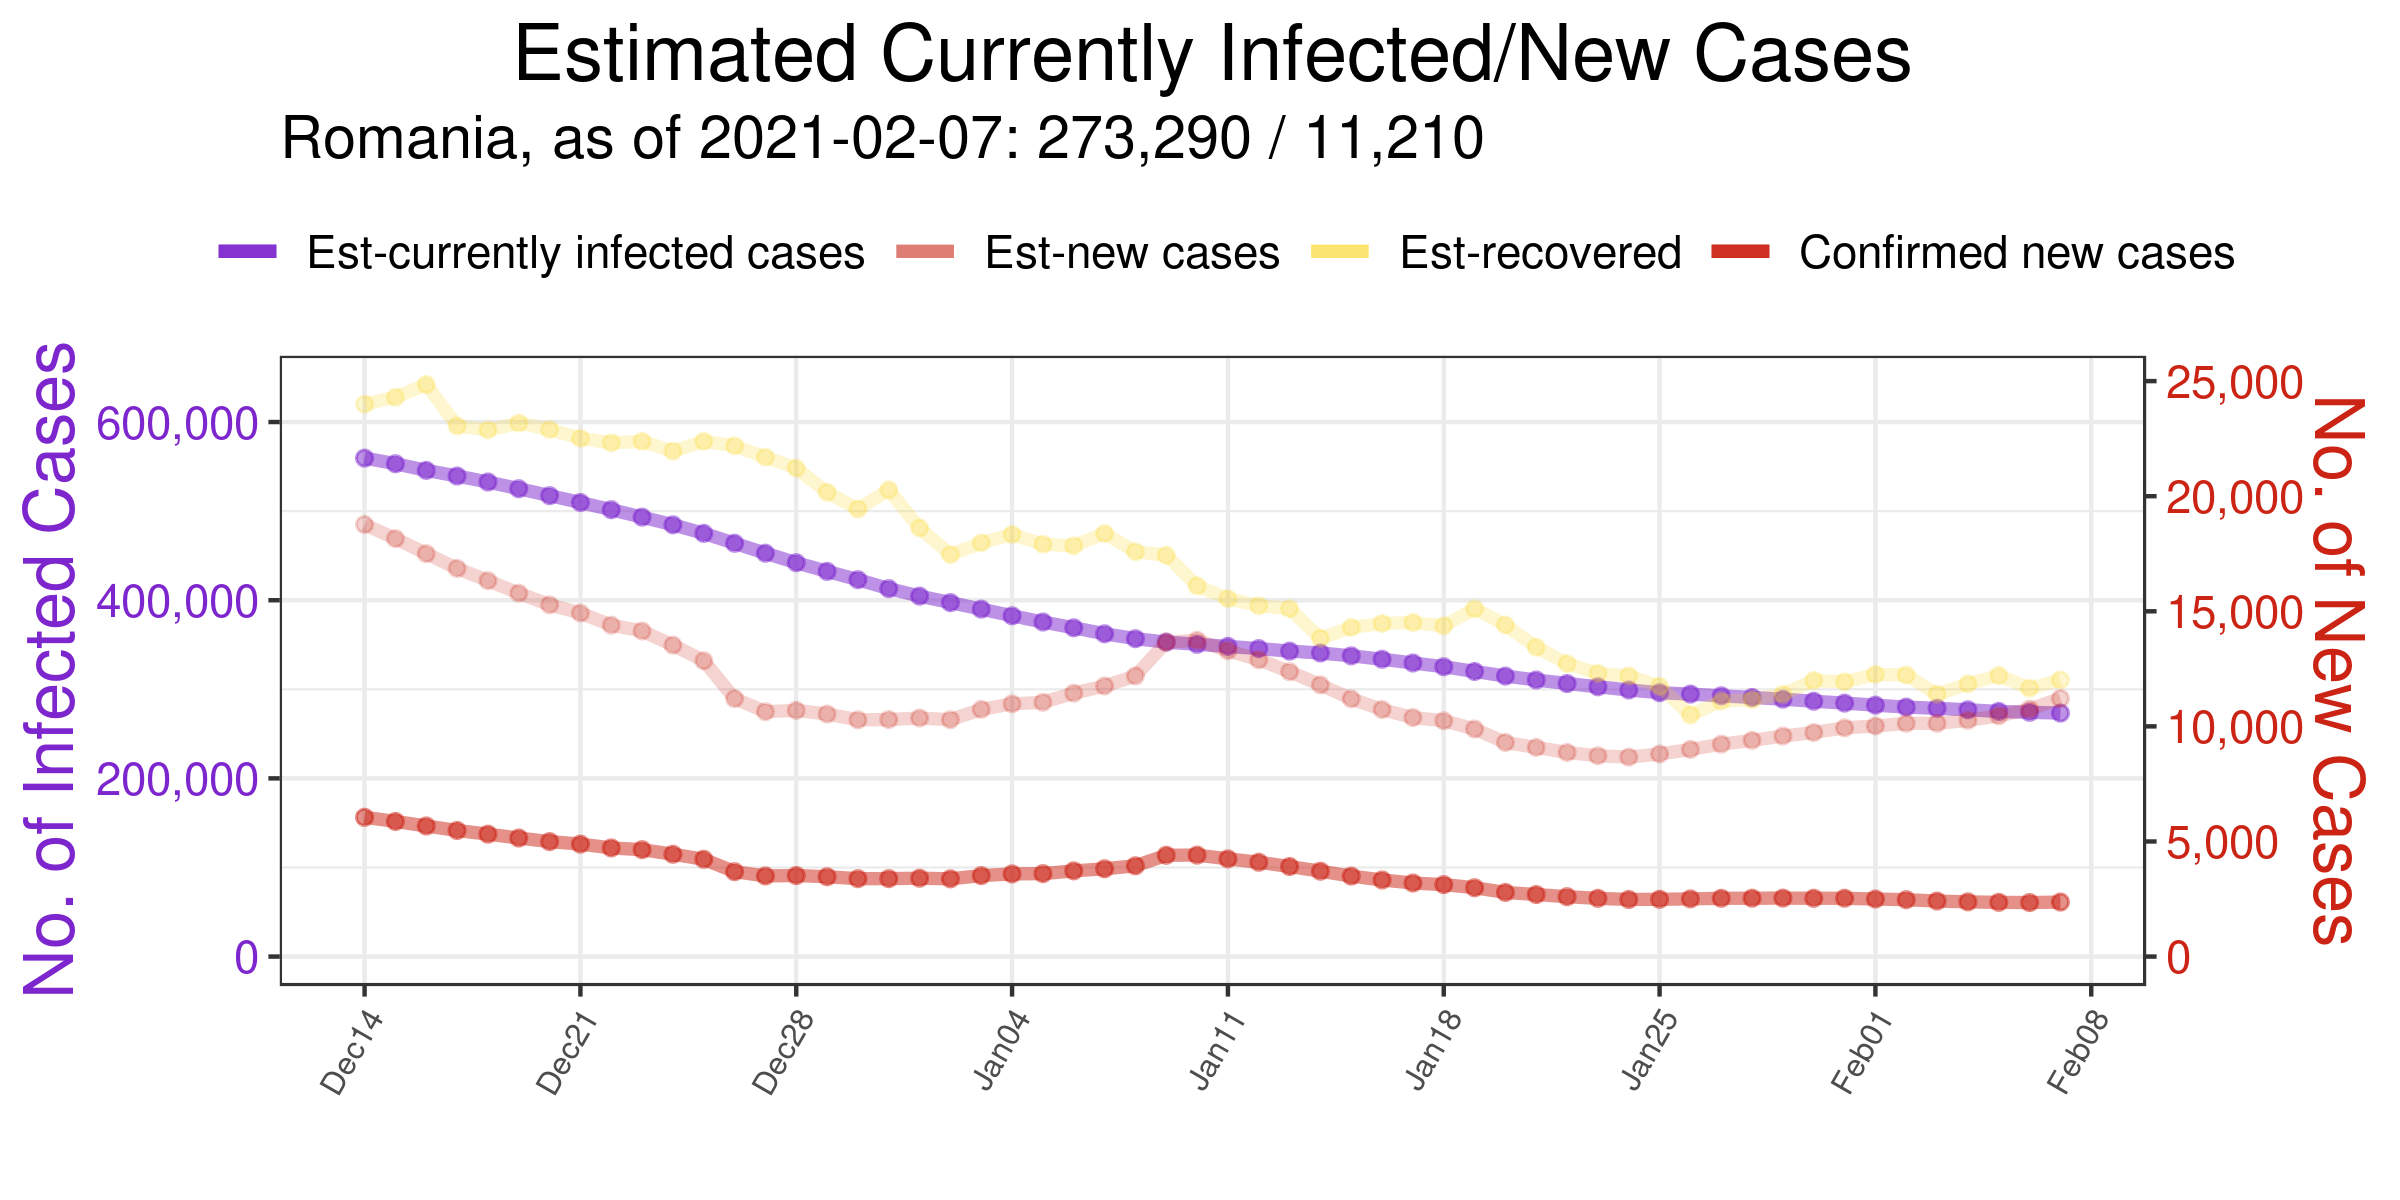 Estimated Currently Infected/New Cases
Romania, as of 2021-02-07: 273,290 / 11,210
Est-currently infected cases Est-new cases Est-recovered Confirmed new cases
No. of Infected Cases
600,000
400,000
200,000
0
25,000
20,000
15,000
10,000
5,000
0
No. of New Cases
Dec14 Dec21 Dec28 Jan04 Jan11 Jan18 Jan25 Feb01 Feb08